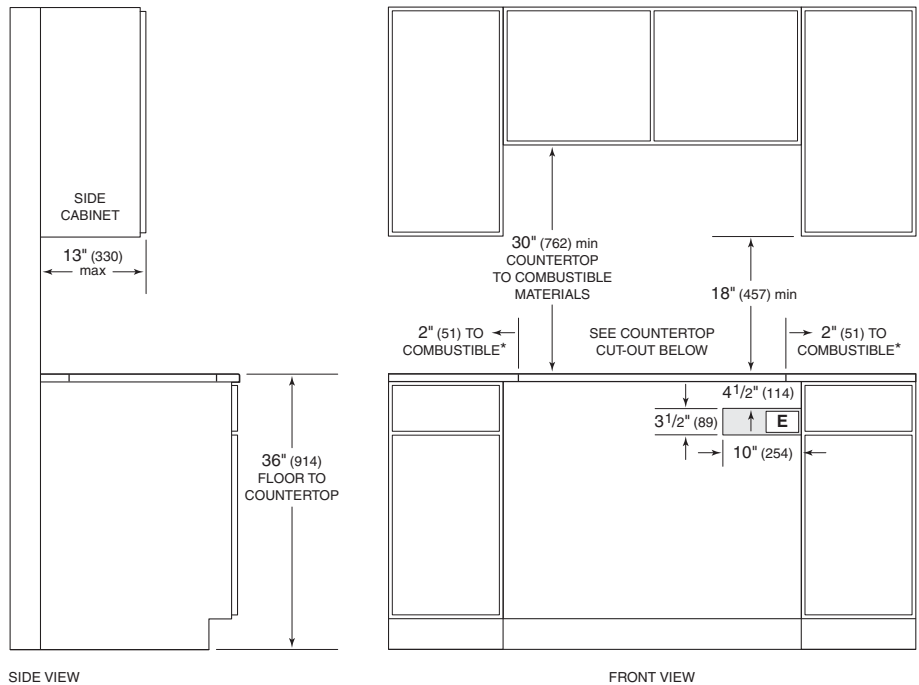 SIDE
CABINET
13" (330)
max
36" (914)
FLOOR TO
COUNTERTOP
SIDE VIEW
30" (762) min
COUNTERTOP
TO COMBUSTIBLE
MATERIALS
18" (457) min
2" (51) TO
COMBUSTIBLE*
SEE COUNTERTOP
CUT-OUT BELOW
2" (51) TO
COMBUSTIBLE*
4 1/2" (114)
3 1/2" (89)
E
10" (254)
FRONT VIEW